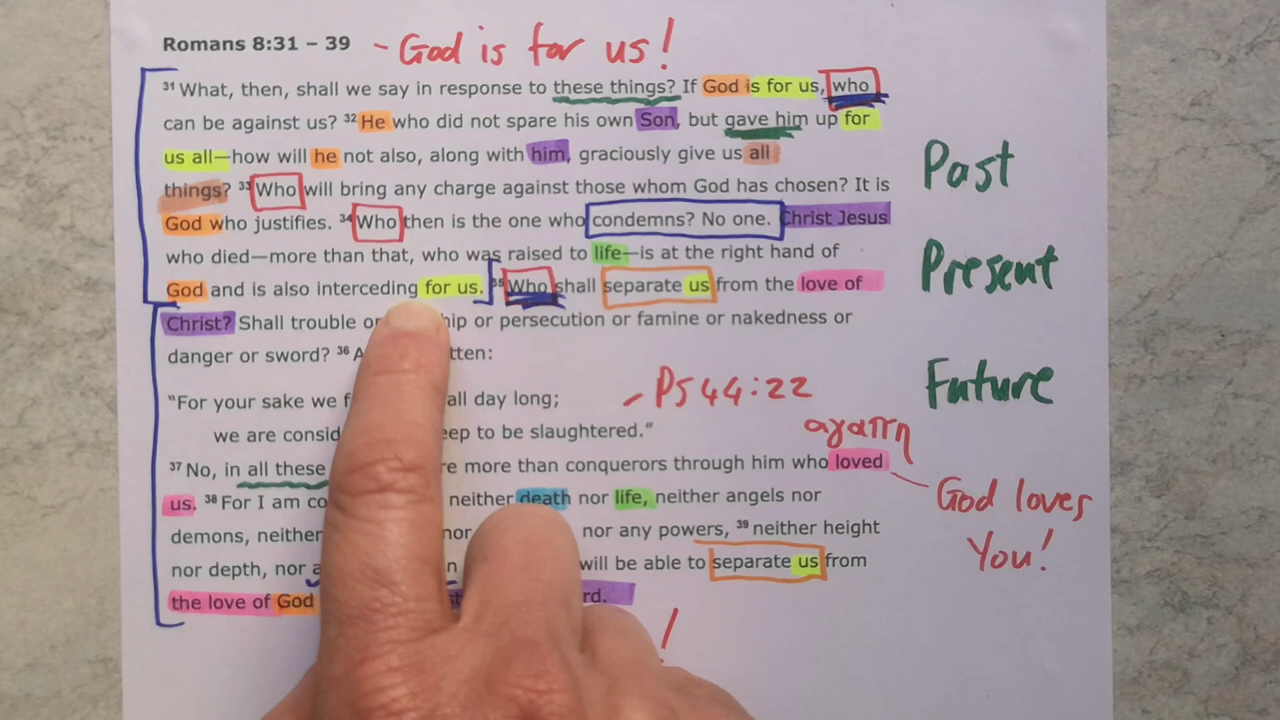 Romans 8:31 – 39 - God is for us!
31 What, then, shall we say in response to these things? If God is for us, who
can be against us? 32 He who did not spare his own Son, but gave him up for
us all—how will he not also, along with him, graciously give us all
Past
things? 33 Who will bring any charge against those whom God has chosen? It is
God who justifies. 34 Who then is the one who condemns? No one. Christ Jesus
who died—more than that, who was raised to life—is at the right hand of
Present
God and is also interceding for us. 35 Who shall separate us from the love of
Christ? Shall trouble or or persecution or famine or nakedness or
danger or sword? 36
Future
"For your sake we all day long;
- Ps 44:22
we are to be slaughtered."
αγαπη
37 No, in all these more than conquerors through him who loved
God loves
You!
us. 38 For I am neither death nor life, neither angels nor
demons, neither nor any powers, 39 neither height
nor depth, nor will be able to separate us from
the love of God